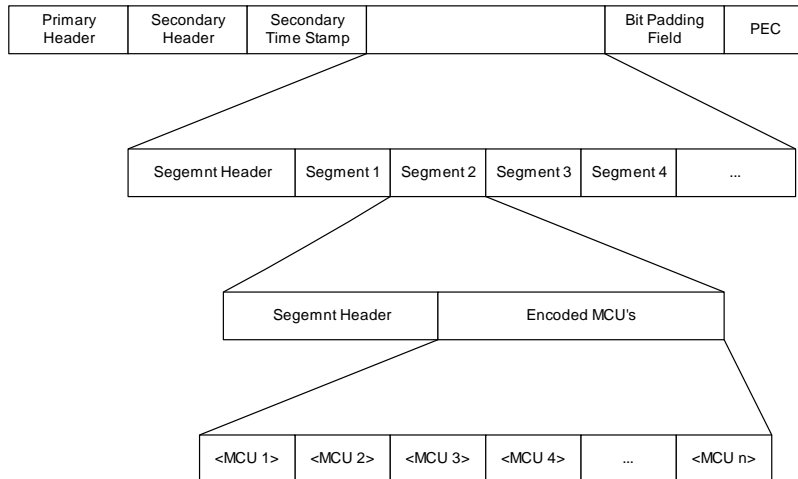 Primary
Header
Secondary
Header
Secondary
Time Stamp
Bit Padding
Field
PEC
Segemnt Header
Segment 1
Segment 2
Segment 3
Segment 4
...
Segemnt Header
Encoded MCU's
<MCU 1>
<MCU 2>
<MCU 3>
<MCU 4>
...
<MCU n>